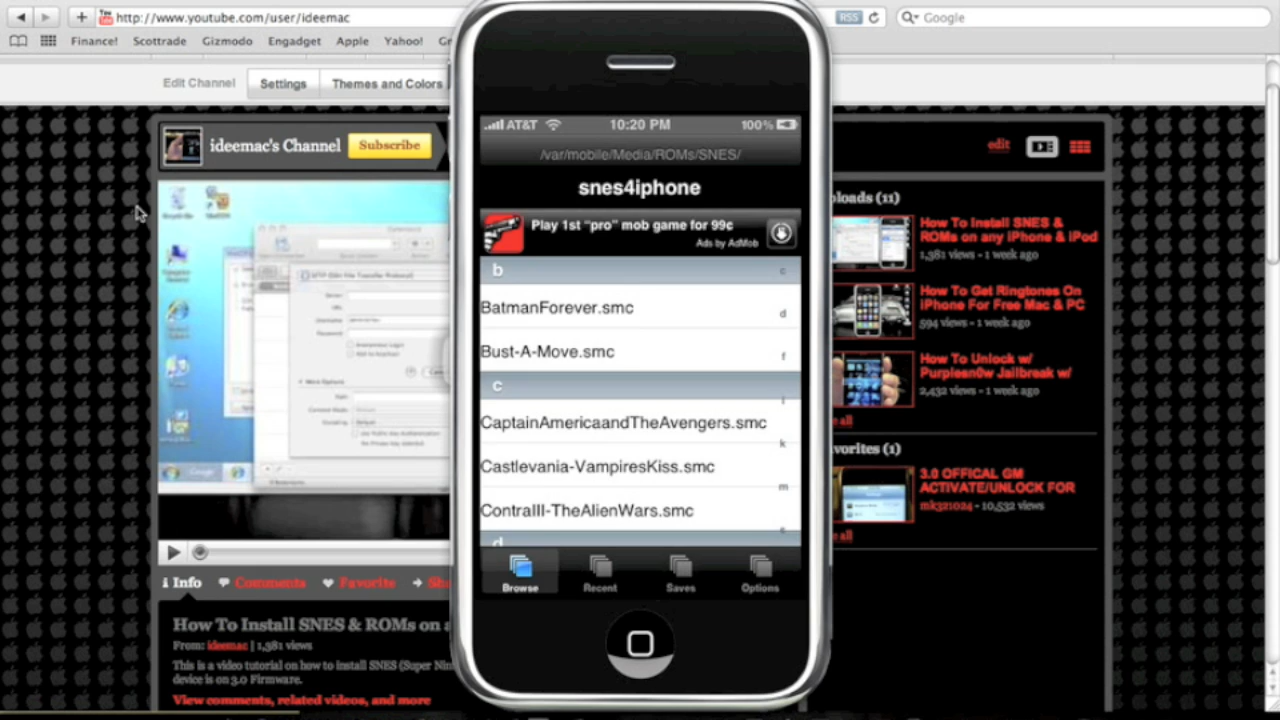 http://www.youtube.com/user/ideemac
RSS
Google
Finance!
Scottrade
Gizmodo
Engadget
Apple
Yahoo!
Edit Channel
Settings
Themes and Colors
ideemac's Channel
Subscribe
AT&T
10:20 PM
100%
/var/mobile/Media/ROMs/SNES/
snes4iphone
Play 1st "pro" mob game for 99¢
Ads by AdMob
b
BatmanForever.smc
Bust-A-Move.smc
c
CaptainAmericaandTheAvengers.smc
Castlevania-VampiresKiss.smc
ContraIII-TheAlienWars.smc
d
c
d
f
k
m
Browse
Recent
Saves
Options
edit
oloads (11)
How To Install SNES &
ROMs on any iPhone & iPod
1,381 views - 1 week ago
How To Get Ringtones On
iPhone For Free Mac & PC
594 views - 1 week ago
How To Unlock w/
Purplesn0w Jailbreak w/
2,432 views - 1 week ago
all
vorites (1)
3.0 OFFICAL GM
ACTIVATE/UNLOCK FOR
mk321024 - 10,532 views
all
Info
Comments
Favorite
How To Install SNES & ROMs on a
From: ideemac | 1,381 views
This is a video tutorial on how to install SNES (Super Nin
device is on 3.0 Firmware.
View comments, related videos, and more